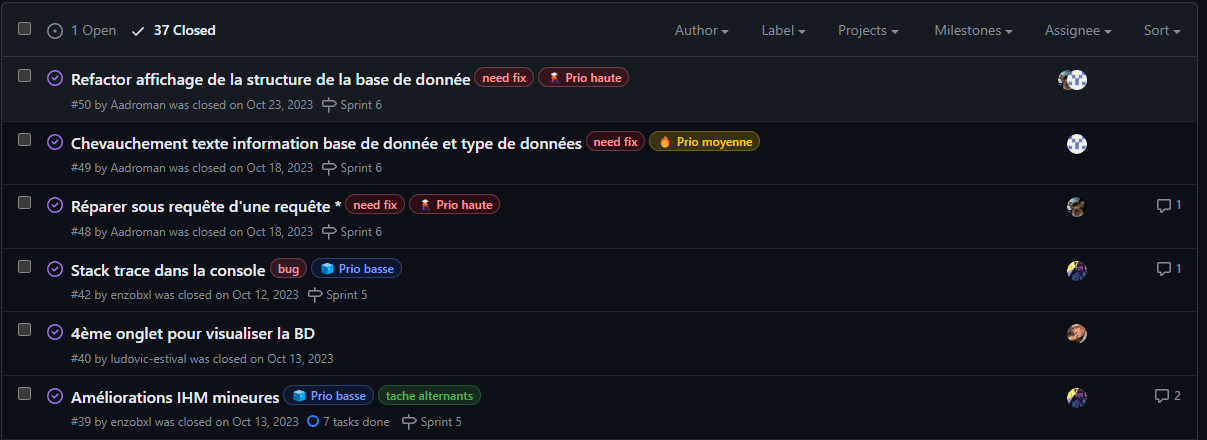 1 Open 37 Closed Author Label Projects Milestones Assignee Sort
Refactor affichage de la structure de la base de donnée need fix Prio haute
#50 by Aadroman was closed on Oct 23, 2023 Sprint 6
Chevauchement texte information base de donnée et type de données need fix Prio moyenne
#49 by Aadroman was closed on Oct 18, 2023 Sprint 6
Réparer sous requête d'une requête * need fix Prio haute 1
#48 by Aadroman was closed on Oct 18, 2023 Sprint 6
Stack trace dans la console bug Prio basse 1
#42 by enzobxl was closed on Oct 12, 2023 Sprint 5
4ème onglet pour visualiser la BD
#40 by ludovic-estival was closed on Oct 13, 2023
Améliorations IHM mineures Prio basse tache alternants 2
#39 by enzobxl was closed on Oct 13, 2023 7 tasks done Sprint 5